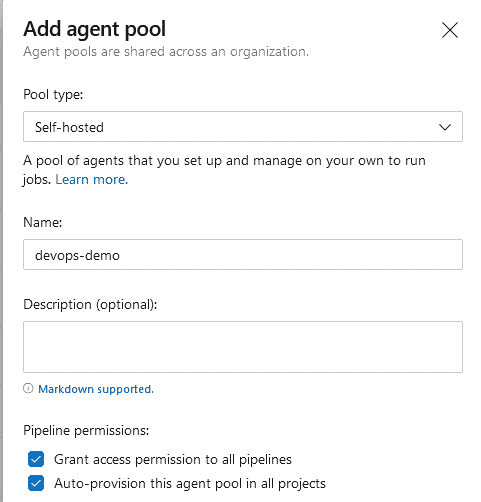 Add agent pool
Agent pools are shared across an organization.
Pool type:
Self-hosted
A pool of agents that you set up and manage on your own to run
jobs. Learn more.
Name:
devops-demo
Description (optional):
Markdown supported.
Pipeline permissions:
Grant access permission to all pipelines
Auto-provision this agent pool in all projects